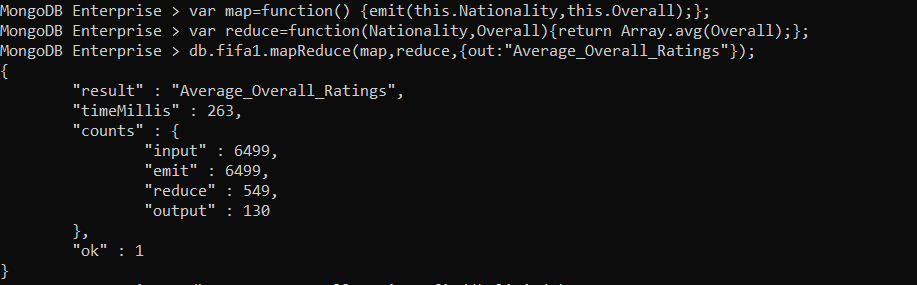 MongoDB Enterprise > var map=function() {emit(this.Nationality,this.Overall);};
MongoDB Enterprise > var reduce=function(Nationality,Overall){return Array.avg(Overall);};
MongoDB Enterprise > db.fifa1.mapReduce(map,reduce,{out:"Average_Overall_Ratings"});
{
        "result" : "Average_Overall_Ratings",
        "timeMillis" : 263,
        "counts" : {
                "input" : 6499,
                "emit" : 6499,
                "reduce" : 549,
                "output" : 130
        },
        "ok" : 1
}